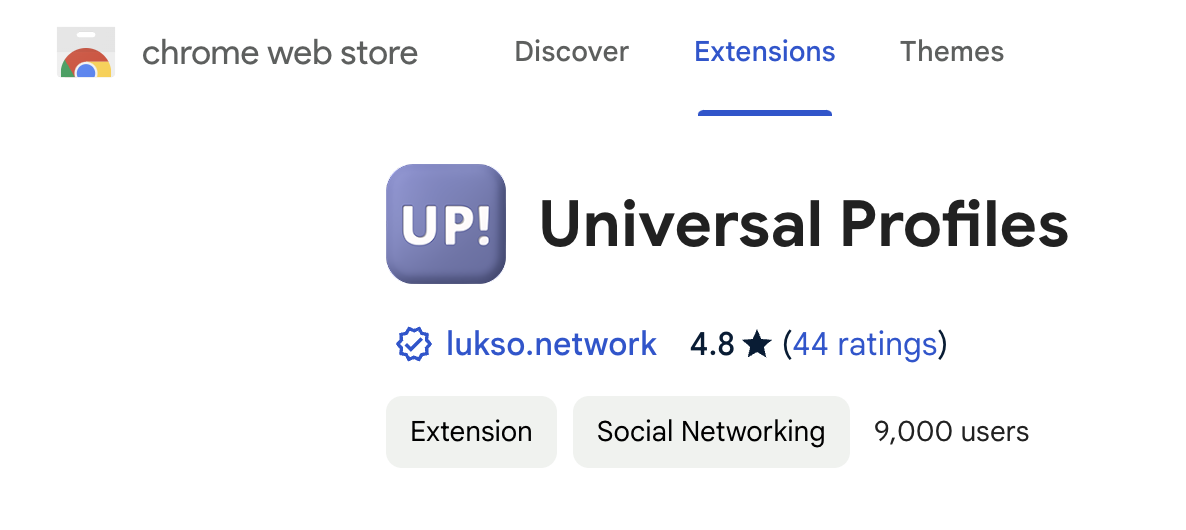 chrome web store Discover Extensions Themes
UP! Universal Profiles
lukso.network 4.8 ★ (44 ratings)
Extension Social Networking 9,000 users